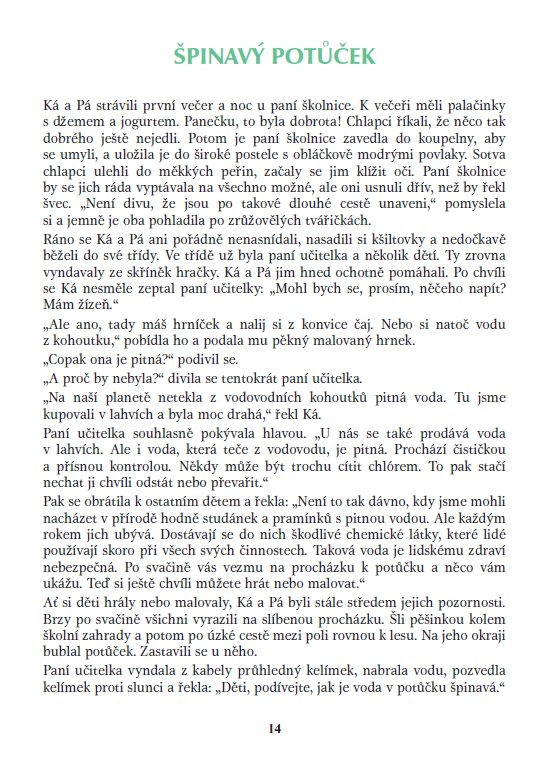 ŠPINAVÝ POTŮČEK
Ká a Pá strávili první večer a noc u paní školnice. K večeři měli palačinky
s džemem a jogurtem. Panečku, to byla dobrota! Chlapci říkali, že něco tak
dobrého ještě nejedli. Potom je paní školnice zavedla do koupelny, aby
se umyli, a uložila je do široké postele s obláčkově modrými povlaky. Sotva
chlapci ulehli do měkkých peřin, začaly se jim klížit oči. Paní školnice
by se jich ráda vyptávala na všechno možné, ale oni usnuli dřív, než by řekl
švec. „Není divu, že jsou po takové dlouhé cestě unaveni,“ pomyslela
si a jemně je oba pohladila po zrůžovělých tvářičkách.
Ráno se Ká a Pá ani pořádně nenasnídali, nasadili si kšiltovky a nedočkavě
běželi do své třídy. Ve třídě už byla paní učitelka a několik dětí. Ty zrovna
vyndavaly ze skříněk hračky. Ká a Pá jim hned ochotně pomáhali. Po chvíli
se Ká nesměle zeptal paní učitelky: „Mohl bych se, prosím, něčeho napít?
Mám žízeň.“
„Ale ano, tady máš hrníček a nalij si z konvice čaj. Nebo si natoč vodu
z kohoutku,“ pobídla ho a podala mu pěkný malovaný hrnek.
„Copak ona je pitná?“ podivil se.
„A proč by nebyla?“ divila se tentokrát paní učitelka.
„Na naší planetě netekla z vodovodních kohoutků pitná voda. Tu jsme
kupovali v lahvích a byla moc drahá,“ řekl Ká.
Paní učitelka souhlasně pokývala hlavou. „U nás se také prodává voda
v lahvích. Ale i voda, která teče z vodovodu, je pitná. Prochází čističkou
a přísnou kontrolou. Někdy může být trochu cítit chlórem. To pak stačí
nechat ji chvíli odstát nebo převařit.“
Pak se obrátila k ostatním dětem a řekla: „Není to tak dávno, kdy jsme mohli
nacházet v přírodě hodně studánek a pramínků s pitnou vodou. Ale každým
rokem jich ubývá. Dostávají se do nich škodlivé chemické látky, které lidé
používají skoro při všech svých činnostech. Taková voda je lidskému zdraví
nebezpečná. Po svačině vás vezmu na procházku k potůčku a něco vám
ukážu. Teď si ještě chvíli můžete hrát nebo malovat.“
Ať si děti hrály nebo malovaly, Ká a Pá byli stále středem jejich pozornosti.
Brzy po svačině všichni vyrazili na slíbenou procházku. Šli pěšinkou kolem
školní zahrady a potom po úzké cestě mezi poli rovnou k lesu. Na jeho okraji
bublal potůček. Zastavili se u něho.
Paní učitelka vyndala z kabely průhledný kelímek, nabrala vodu, pozvedla
kelímek proti slunci a řekla: „Děti, podívejte, jak je voda v potůčku špinavá.“
14